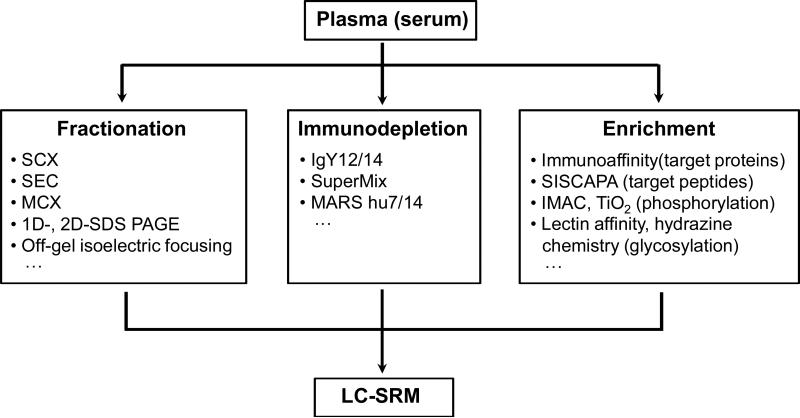 Plasma (serum)
Fractionation
• SCX
• SEC
• MCX
• 1D-, 2D-SDS PAGE
• Off-gel isoelectric focusing
…
Immunodepletion
• IgY12/14
• SuperMix
• MARS hu7/14
…
Enrichment
• Immunoaffinity(target proteins)
• SISCAPA (target peptides)
• IMAC, TiO₂ (phosphorylation)
• Lectin affinity, hydrazine
chemistry (glycosylation)
…
LC-SRM